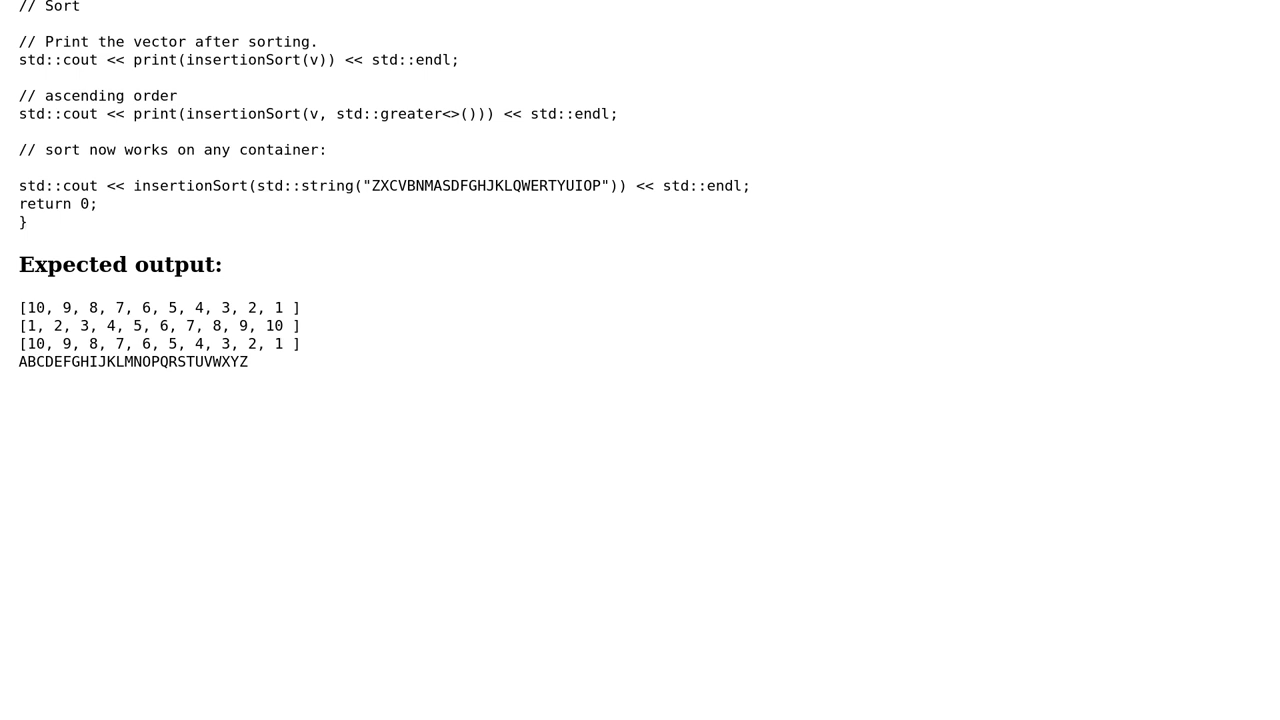 // Sort
// Print the vector after sorting.
std::cout << print(insertionSort(v)) << std::endl;
// ascending order
std::cout << print(insertionSort(v, std::greater<>())) << std::endl;
// sort now works on any container:
std::cout << insertionSort(std::string("ZXCVBNMASDFGHJKLQWERTYUIOP")) << std::endl;
return 0;
}
Expected output:
[10, 9, 8, 7, 6, 5, 4, 3, 2, 1 ]
[1, 2, 3, 4, 5, 6, 7, 8, 9, 10 ]
[10, 9, 8, 7, 6, 5, 4, 3, 2, 1 ]
ABCDEFGHIJKLMNOPQRSTUVWXYZ